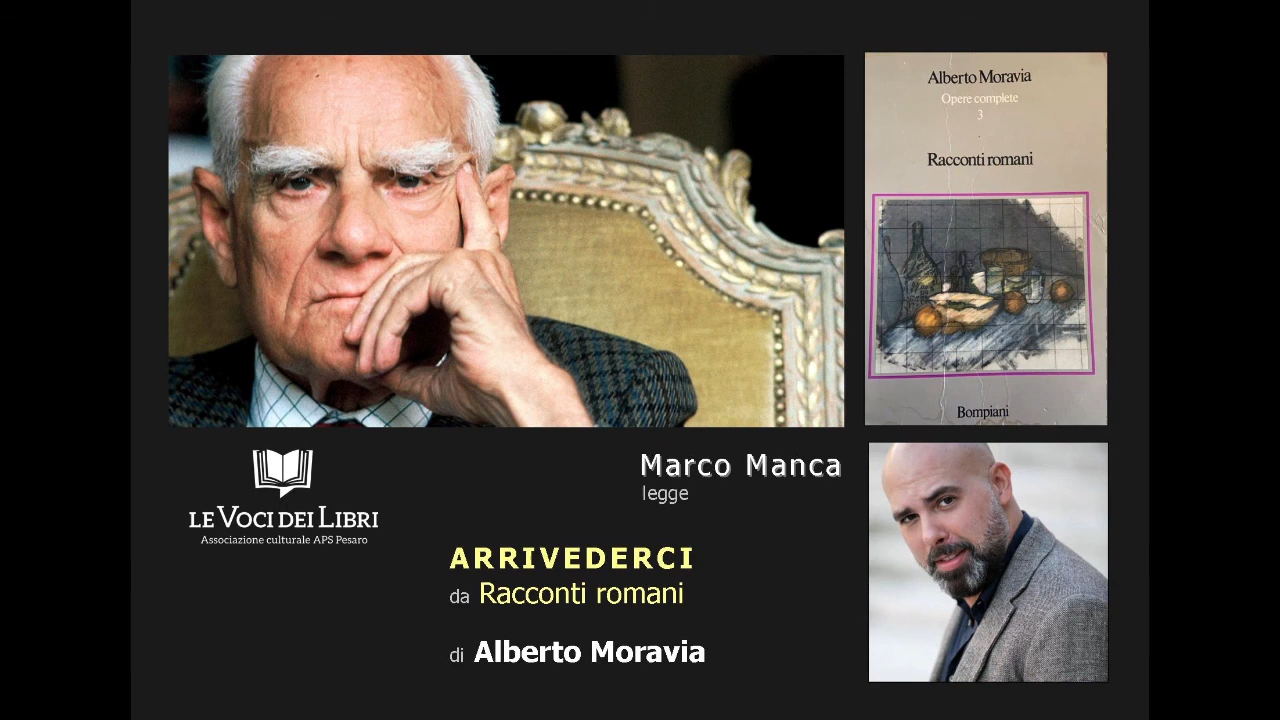 Alberto Moravia
Opere complete
3
Racconti romani
Bompiani
LE VOCI DEI LIBRI
Associazione culturale APS Pesaro
Marco Manca
legge
ARRIVEDERCI
da Racconti romani
di Alberto Moravia